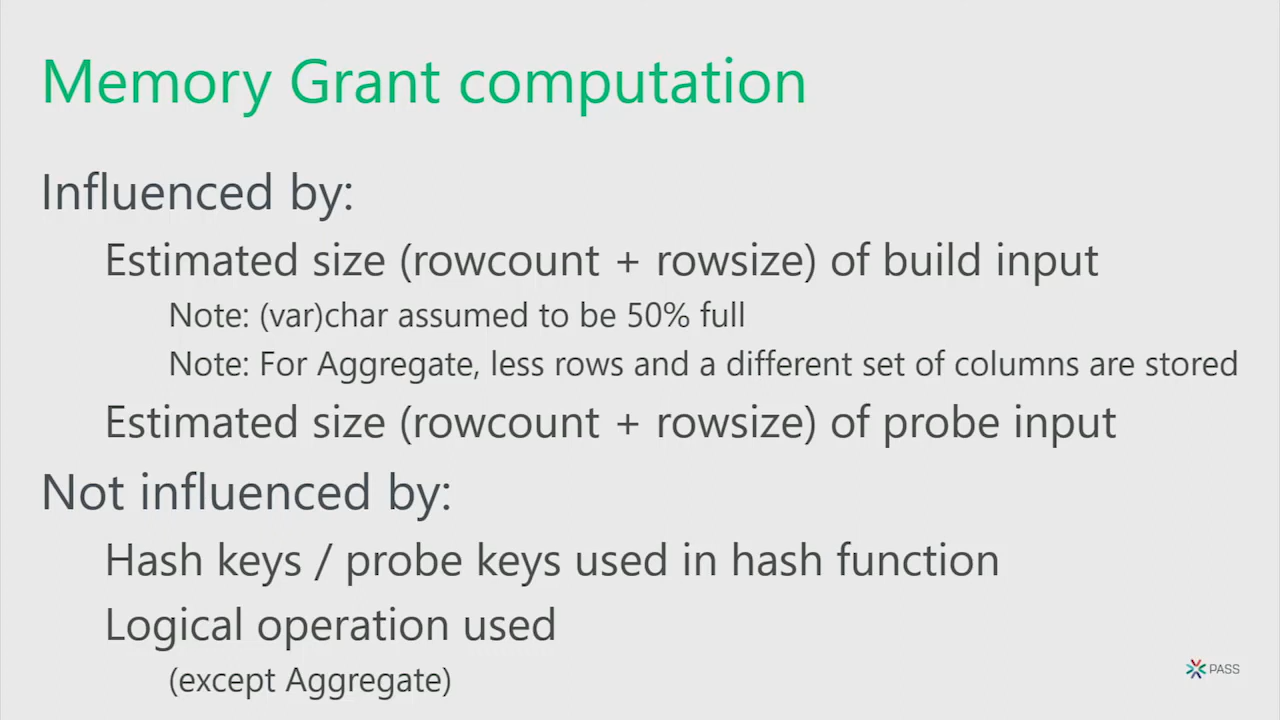 Memory Grant computation
Influenced by:
Estimated size (rowcount + rowsize) of build input
Note: (var)char assumed to be 50% full
Note: For Aggregate, less rows and a different set of columns are stored
Estimated size (rowcount + rowsize) of probe input
Not influenced by:
Hash keys / probe keys used in hash function
Logical operation used
(except Aggregate)
PASS